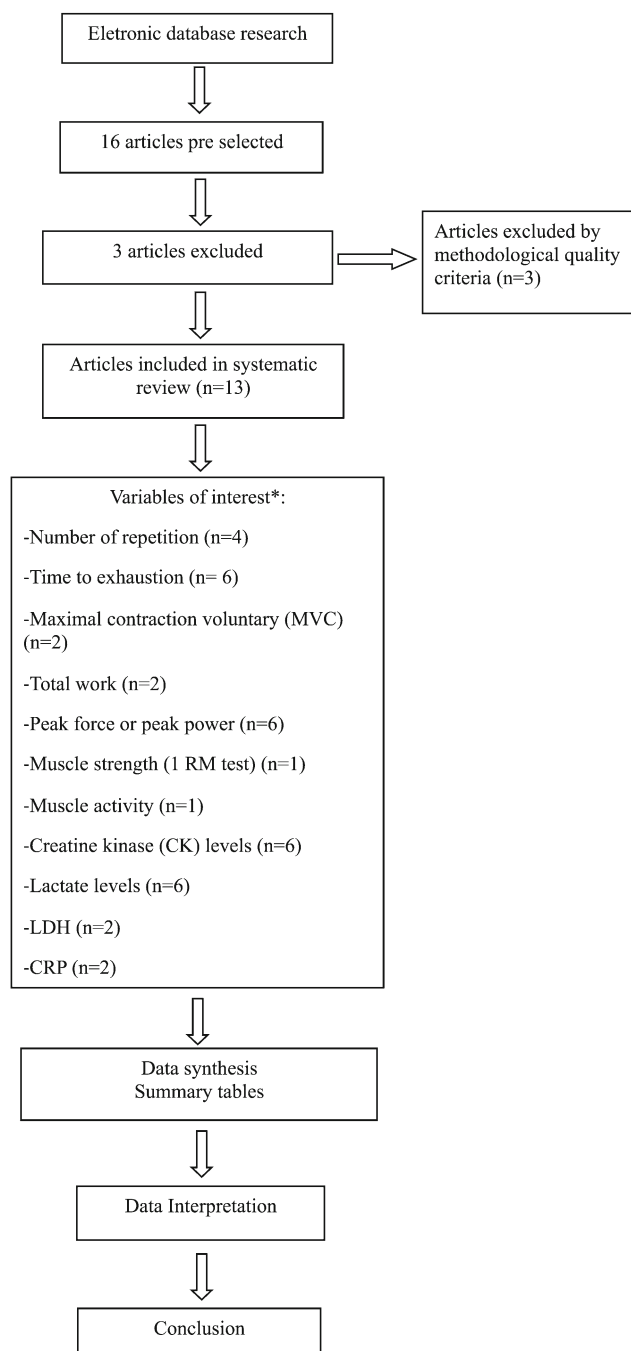 Eletronic database research
16 articles pre selected
3 articles excluded
Articles excluded by
methodological quality
criteria (n=3)
Articles included in systematic
review (n=13)
Variables of interest*:
-Number of repetition (n=4)
-Time to exhaustion (n= 6)
-Maximal contraction voluntary (MVC)
(n=2)
-Total work (n=2)
-Peak force or peak power (n=6)
-Muscle strength (1 RM test) (n=1)
-Muscle activity (n=1)
-Creatine kinase (CK) levels (n=6)
-Lactate levels (n=6)
-LDH (n=2)
-CRP (n=2)
Data synthesis
Summary tables
Data Interpretation
Conclusion